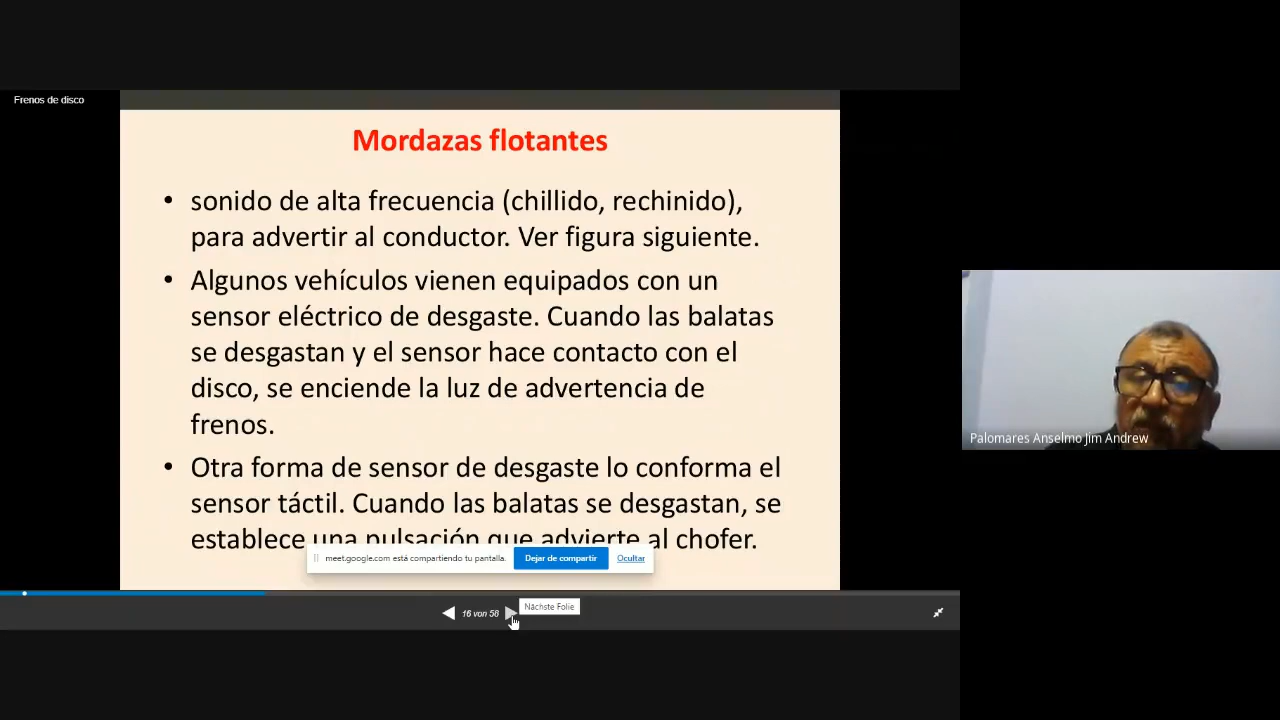 Frenos de disco
Mordazas flotantes
• sonido de alta frecuencia (chillido, rechinido),
para advertir al conductor. Ver figura siguiente.
• Algunos vehículos vienen equipados con un
sensor eléctrico de desgaste. Cuando las balatas
se desgastan y el sensor hace contacto con el
disco, se enciende la luz de advertencia de
frenos.
• Otra forma de sensor de desgaste lo conforma el
sensor táctil. Cuando las balatas se desgastan, se
establece una pulsación que advierte al chofer.
meet.google.com está compartiendo tu pantalla.
Dejar de compartir
Ocultar
16 von 58
Nächste Folie
Palomares Anselmo Jim Andrew